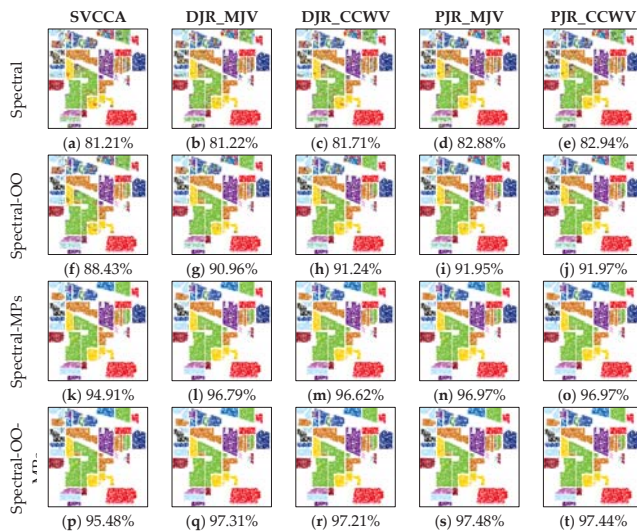 SVCCA DJR_MJV DJR_CCWV PJR_MJV PJR_CCWV
Spectral
(a) 81.21% (b) 81.22% (c) 81.71% (d) 82.88% (e) 82.94%
Spectral-OO
(f) 88.43% (g) 90.96% (h) 91.24% (i) 91.95% (j) 91.97%
Spectral-MPs
(k) 94.91% (l) 96.79% (m) 96.62% (n) 96.97% (o) 96.97%
Spectral-OO-
(p) 95.48% (q) 97.31% (r) 97.21% (s) 97.48% (t) 97.44%